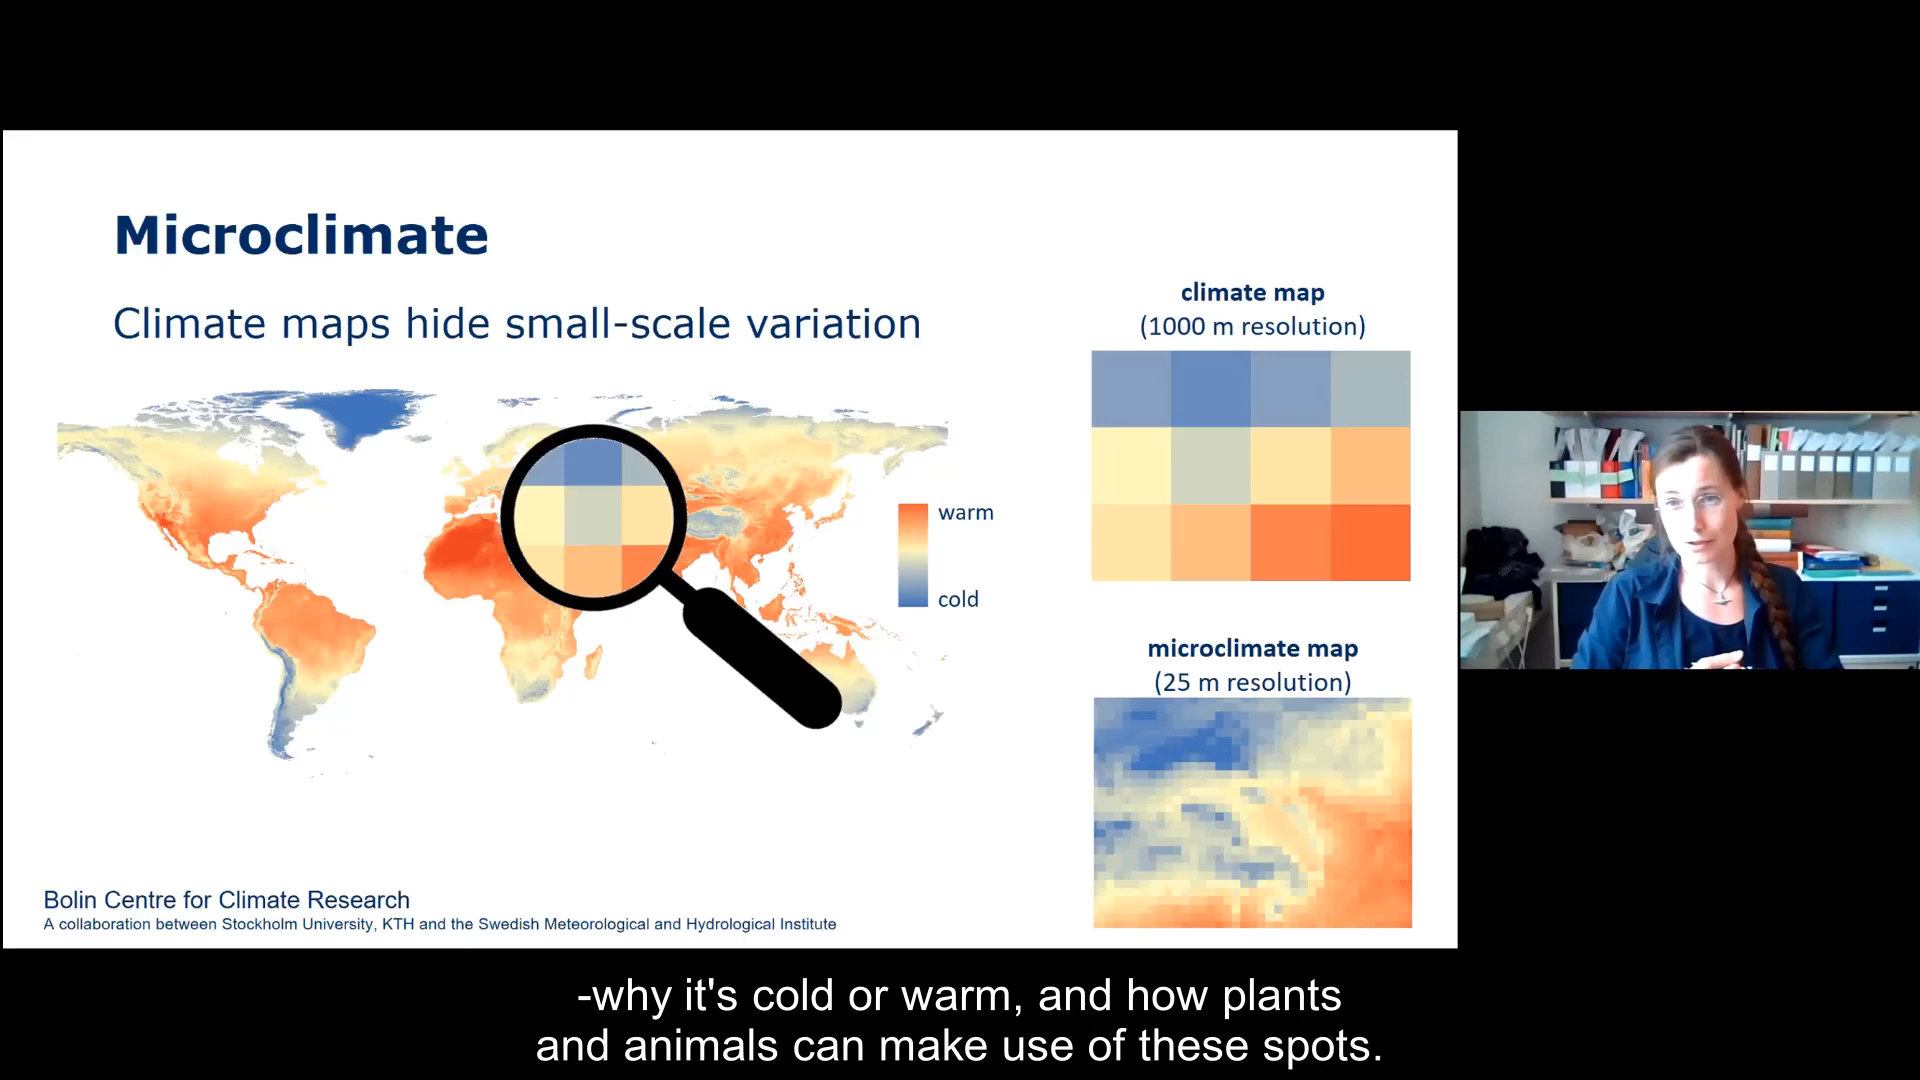 Microclimate
Climate maps hide small-scale variation
warm
cold
climate map
(1000 m resolution)
microclimate map
(25 m resolution)
Bolin Centre for Climate Research
A collaboration between Stockholm University, KTH and the Swedish Meteorological and Hydrological Institute
-why it's cold or warm, and how plants
and animals can make use of these spots.